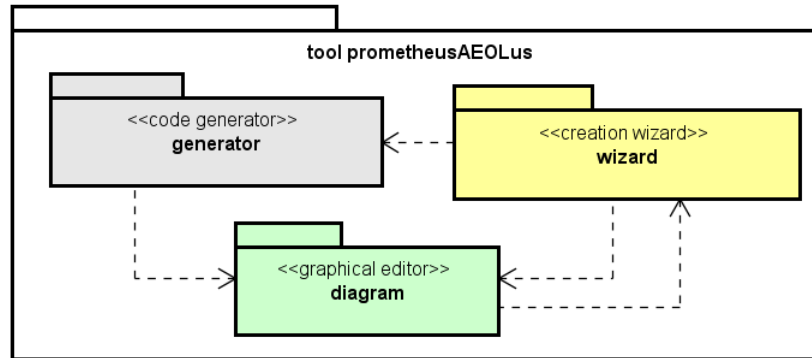 tool prometheusAEOLus
<<code generator>>
generator
<<creation wizard>>
wizard
<<graphical editor>>
diagram